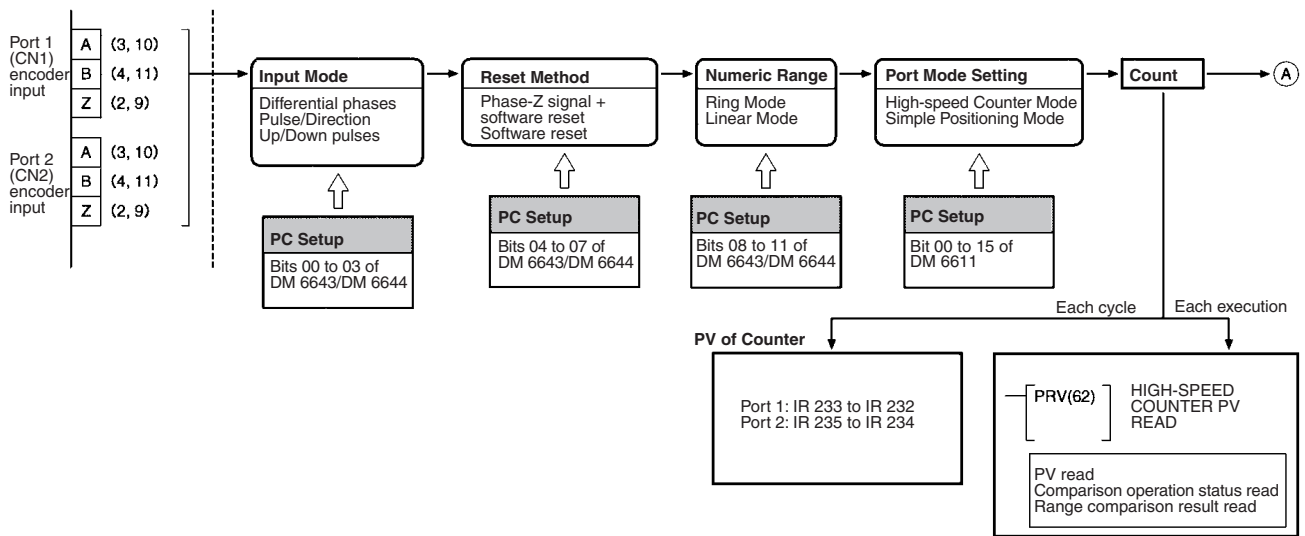 Port 1
(CN1)
encoder
input
A (3, 10)
B (4, 11)
Z (2, 9)
Port 2
(CN2)
encoder
input
A (3, 10)
B (4, 11)
Z (2, 9)
Input Mode
Differential phases
Pulse/Direction
Up/Down pulses
PC Setup
Bits 00 to 03 of
DM 6643/DM 6644
Reset Method
Phase-Z signal +
software reset
Software reset
PC Setup
Bits 04 to 07 of
DM 6643/DM 6644
Numeric Range
Ring Mode
Linear Mode
PC Setup
Bits 08 to 11 of
DM 6643/DM 6644
Port Mode Setting
High-speed Counter Mode
Simple Positioning Mode
PC Setup
Bit 00 to 15 of
DM 6611
Count
A
Each cycle
Each execution
PV of Counter
Port 1: IR 233 to IR 232
Port 2: IR 235 to IR 234
PRV(62)
HIGH-SPEED
COUNTER PV
READ
PV read
Comparison operation status read
Range comparison result read